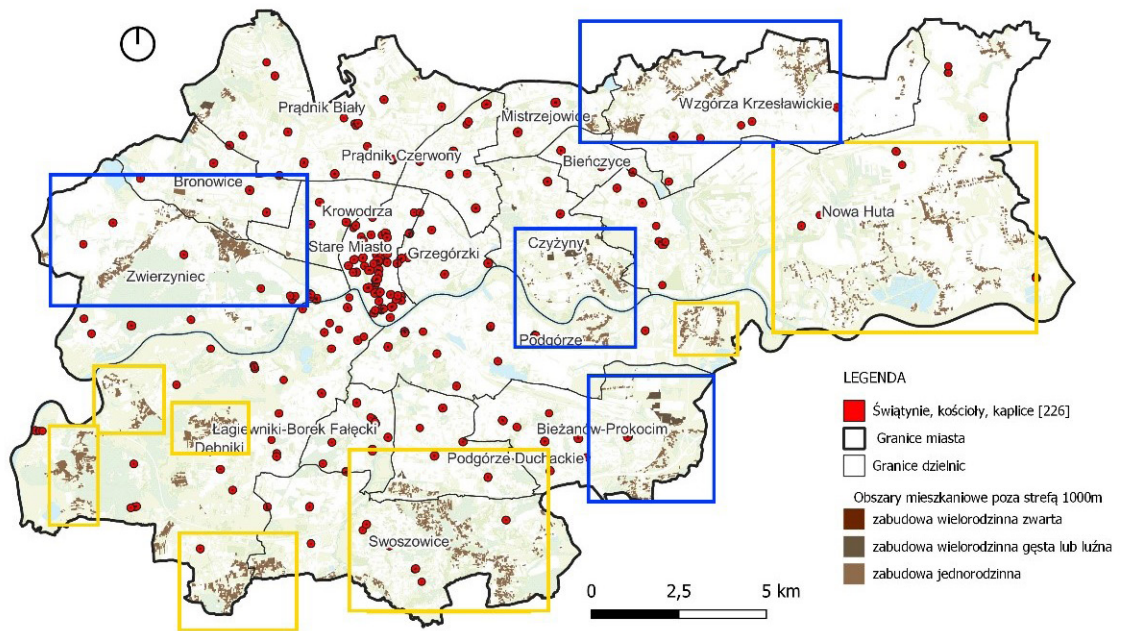 Prądnik Biały
Mistrzejowice
Wzgórza Krzesławickie
Prądnik Czerwony
Bieńczyce
Bronowice
Krowodrza
Nowa Huta
Stare Miasto
Grzegórzki
Czyżyny
Zwierzyniec
Podgórze
Łagiewniki-Borek Fałęcki
Bieżanów-Prokocim
Dębniki
Podgórze Duchackie
Swoszowice
LEGENDA
Świątynie, kościoły, kaplice [226]
Granice miasta
Granice dzielnic
Obszary mieszkaniowe poza strefą 1000m
zabudowa wielorodzinna zwarta
zabudowa wielorodzinna gęsta lub luźna
zabudowa jednorodzinna
0 2,5 5 km